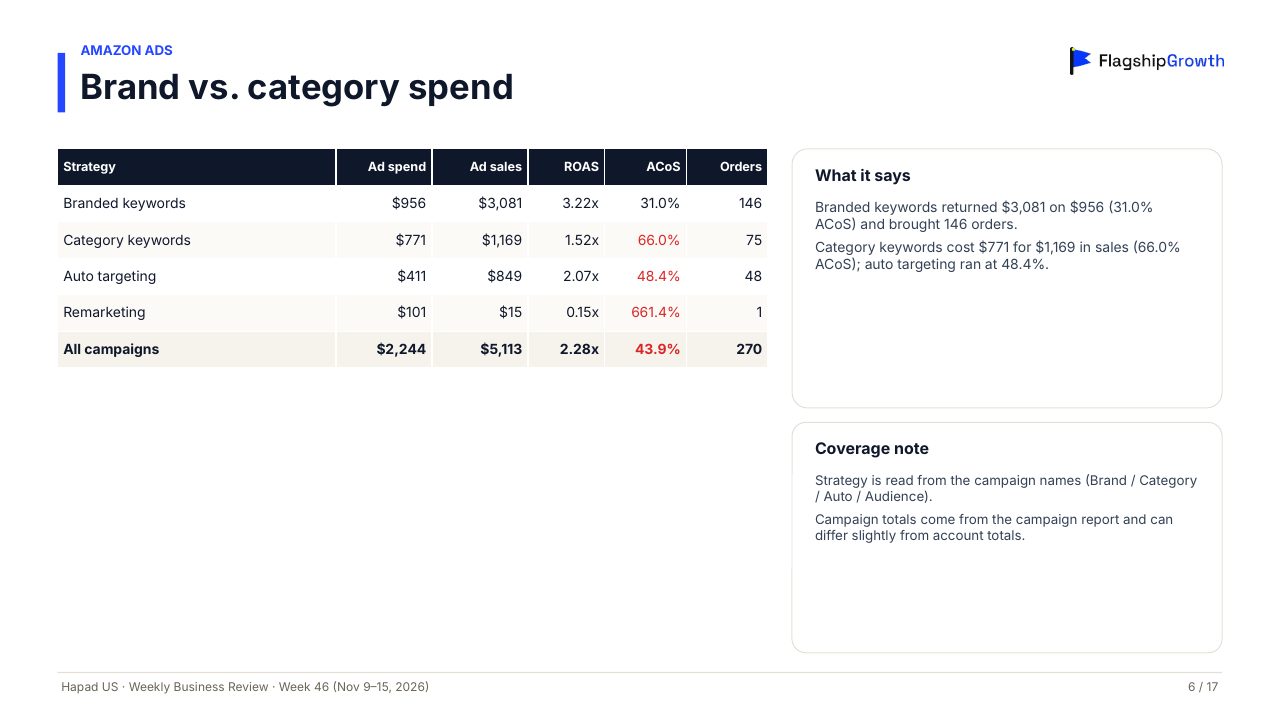 AMAZON ADS
Brand vs. category spend
FlagshipGrowth
Strategy Ad spend Ad sales ROAS ACoS Orders
Branded keywords $956 $3,081 3.22x 31.0% 146
Category keywords $771 $1,169 1.52x 66.0% 75
Auto targeting $411 $849 2.07x 48.4% 48
Remarketing $101 $15 0.15x 661.4% 1
All campaigns $2,244 $5,113 2.28x 43.9% 270
What it says
Branded keywords returned $3,081 on $956 (31.0%
ACoS) and brought 146 orders.
Category keywords cost $771 for $1,169 in sales (66.0%
ACoS); auto targeting ran at 48.4%.
Coverage note
Strategy is read from the campaign names (Brand / Category
/ Auto / Audience).
Campaign totals come from the campaign report and can
differ slightly from account totals.
Hapad US · Weekly Business Review · Week 46 (Nov 9–15, 2026)
6 / 17